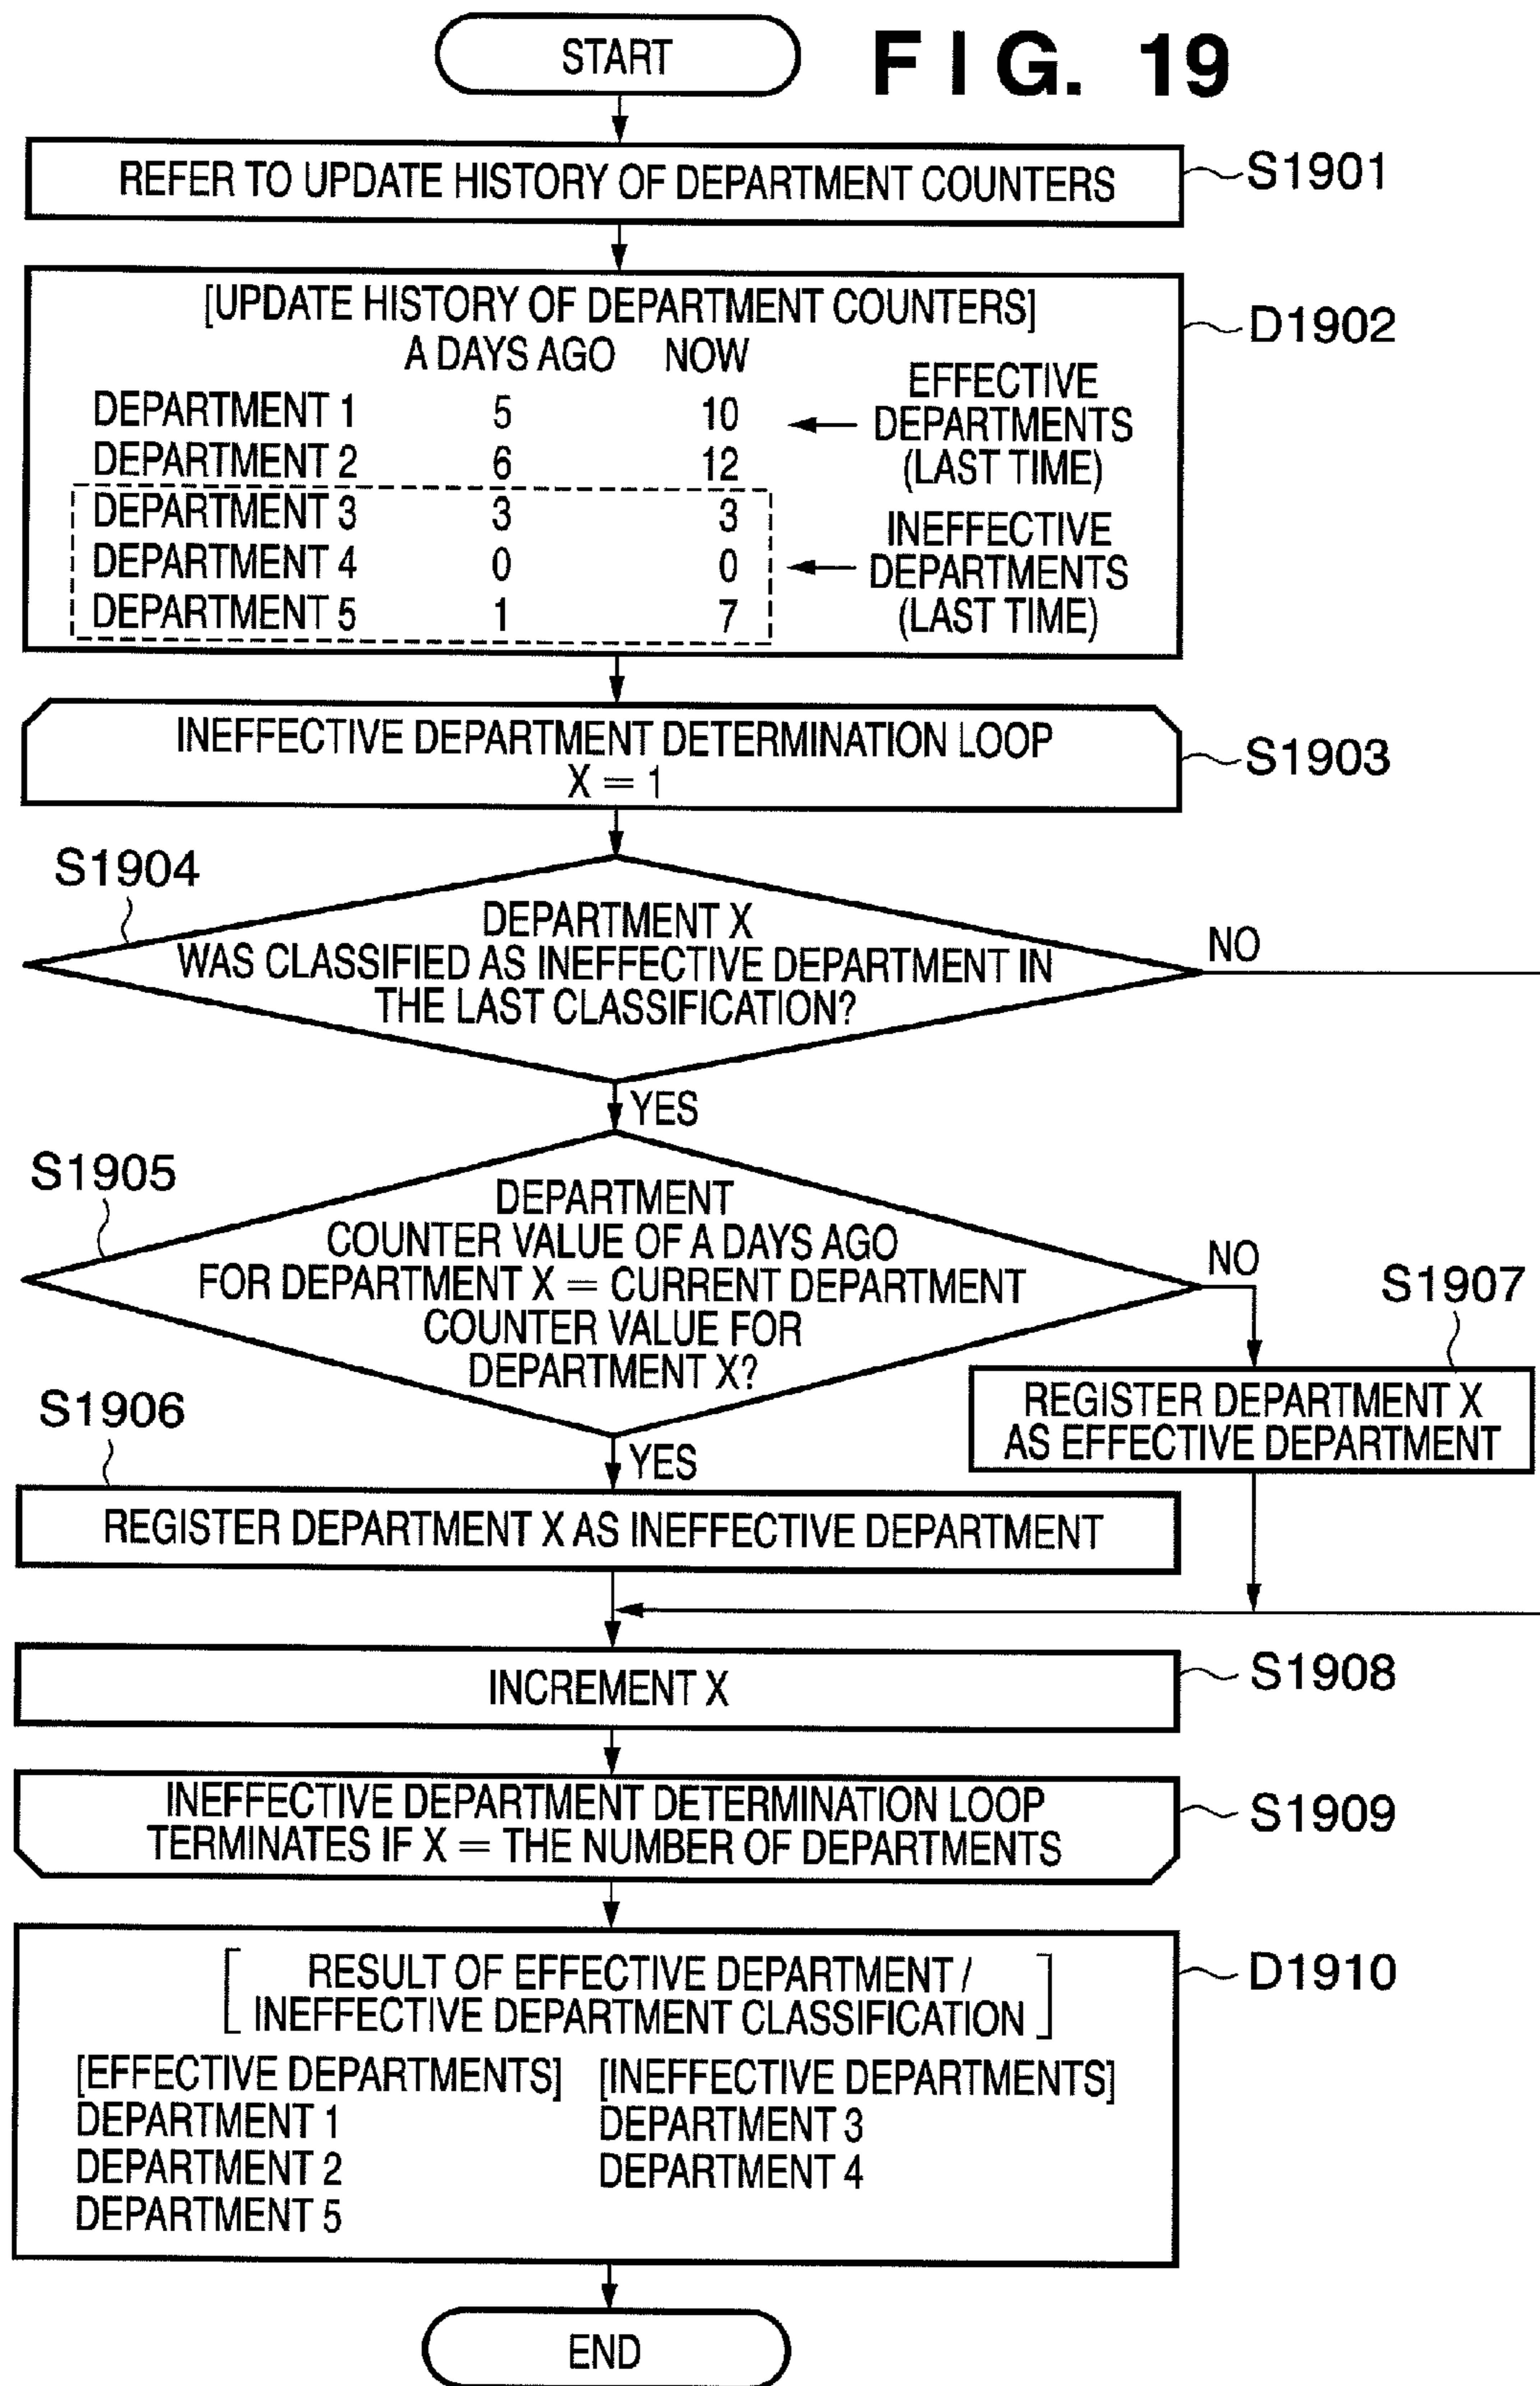 START
FIG. 19
REFER TO UPDATE HISTORY OF DEPARTMENT COUNTERS
S1901
[UPDATE HISTORY OF DEPARTMENT COUNTERS]
D1902
A DAYS AGO NOW
DEPARTMENT 1 5 10
DEPARTMENT 2 6 12
EFFECTIVE
DEPARTMENTS
(LAST TIME)
DEPARTMENT 3 3 3
DEPARTMENT 4 0 0
DEPARTMENT 5 1 7
INEFFECTIVE
DEPARTMENTS
(LAST TIME)
INEFFECTIVE DEPARTMENT DETERMINATION LOOP
X = 1
S1903
S1904
DEPARTMENT X
WAS CLASSIFIED AS INEFFECTIVE DEPARTMENT IN
THE LAST CLASSIFICATION?
NO
YES
S1905
DEPARTMENT
COUNTER VALUE OF A DAYS AGO
FOR DEPARTMENT X = CURRENT DEPARTMENT
COUNTER VALUE FOR
DEPARTMENT X?
NO
S1907
REGISTER DEPARTMENT X
AS EFFECTIVE DEPARTMENT
YES
S1906
REGISTER DEPARTMENT X AS INEFFECTIVE DEPARTMENT
INCREMENT X
S1908
INEFFECTIVE DEPARTMENT DETERMINATION LOOP
TERMINATES IF X = THE NUMBER OF DEPARTMENTS
S1909
[RESULT OF EFFECTIVE DEPARTMENT /
INEFFECTIVE DEPARTMENT CLASSIFICATION]
D1910
[EFFECTIVE DEPARTMENTS] [INEFFECTIVE DEPARTMENTS]
DEPARTMENT 1 DEPARTMENT 3
DEPARTMENT 2 DEPARTMENT 4
DEPARTMENT 5
END